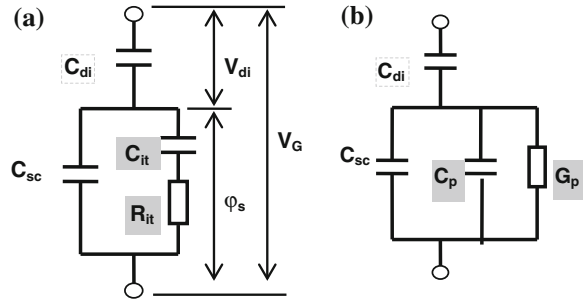 (a)
C_di
V_di
V_G
C_sc
C_it
R_it
φ_s
(b)
C_di
C_sc
C_p
G_p